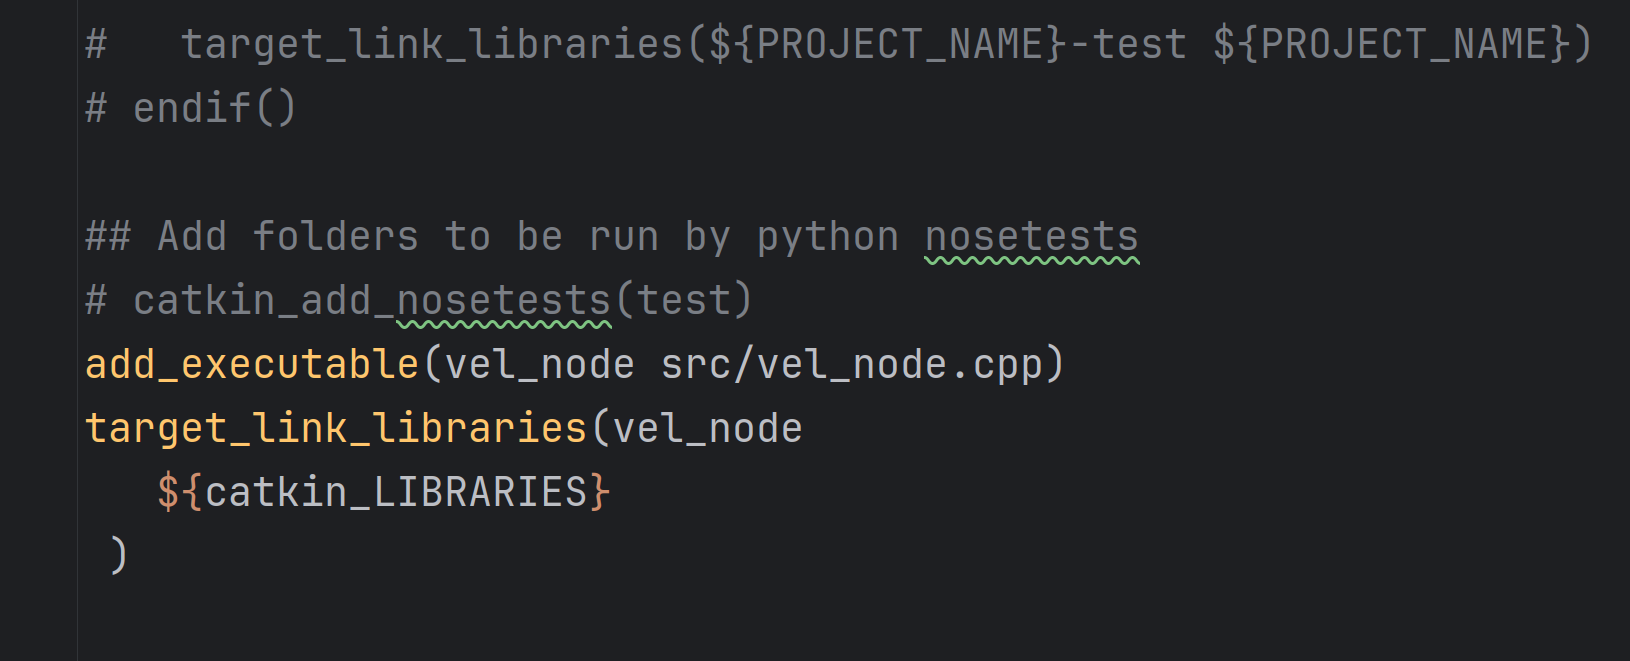 #   target_link_libraries(${PROJECT_NAME}-test ${PROJECT_NAME})
# endif()
## Add folders to be run by python nosetests
# catkin_add_nosetests(test)
add_executable(vel_node src/vel_node.cpp)
target_link_libraries(vel_node
   ${catkin_LIBRARIES}
 )